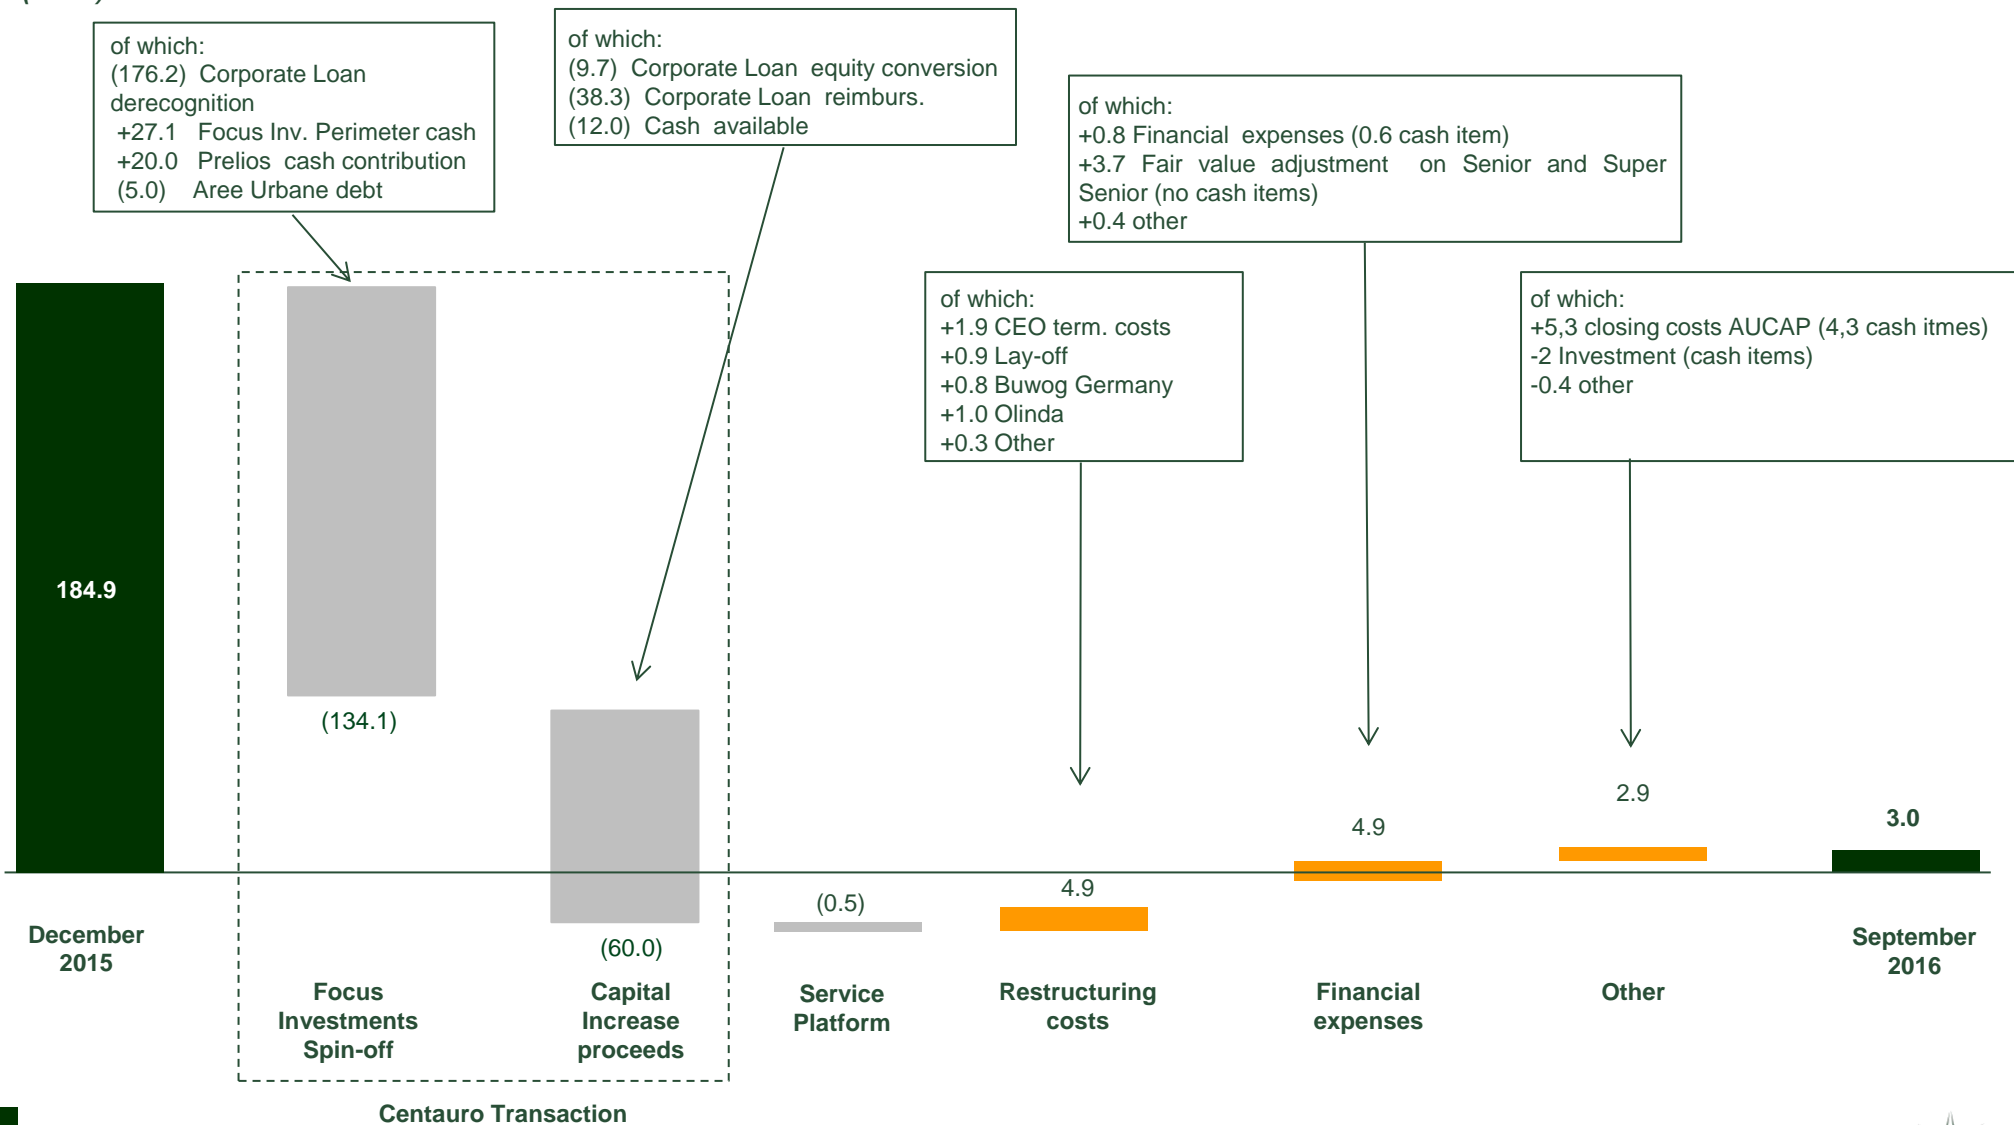 of which:
(176.2) Corporate Loan
derecognition
+27.1 Focus Inv. Perimeter cash
+20.0 Prelios cash contribution
(5.0) Aree Urbane debt
of which:
(9.7) Corporate Loan equity conversion
(38.3) Corporate Loan reimburs.
(12.0) Cash available
of which:
+0.8 Financial expenses (0.6 cash item)
+3.7 Fair value adjustment on Senior and Super
Senior (no cash items)
+0.4 other
of which:
+1.9 CEO term. costs
+0.9 Lay-off
+0.8 Buwog Germany
+1.0 Olinda
+0.3 Other
of which:
+5,3 closing costs AUCAP (4,3 cash itmes)
-2 Investment (cash items)
-0.4 other
184.9
(134.1)
(60.0)
(0.5)
4.9
4.9
2.9
3.0
December
2015
Focus
Investments
Spin-off
Capital
Increase
proceeds
Service
Platform
Restructuring
costs
Financial
expenses
Other
September
2016
Centauro Transaction